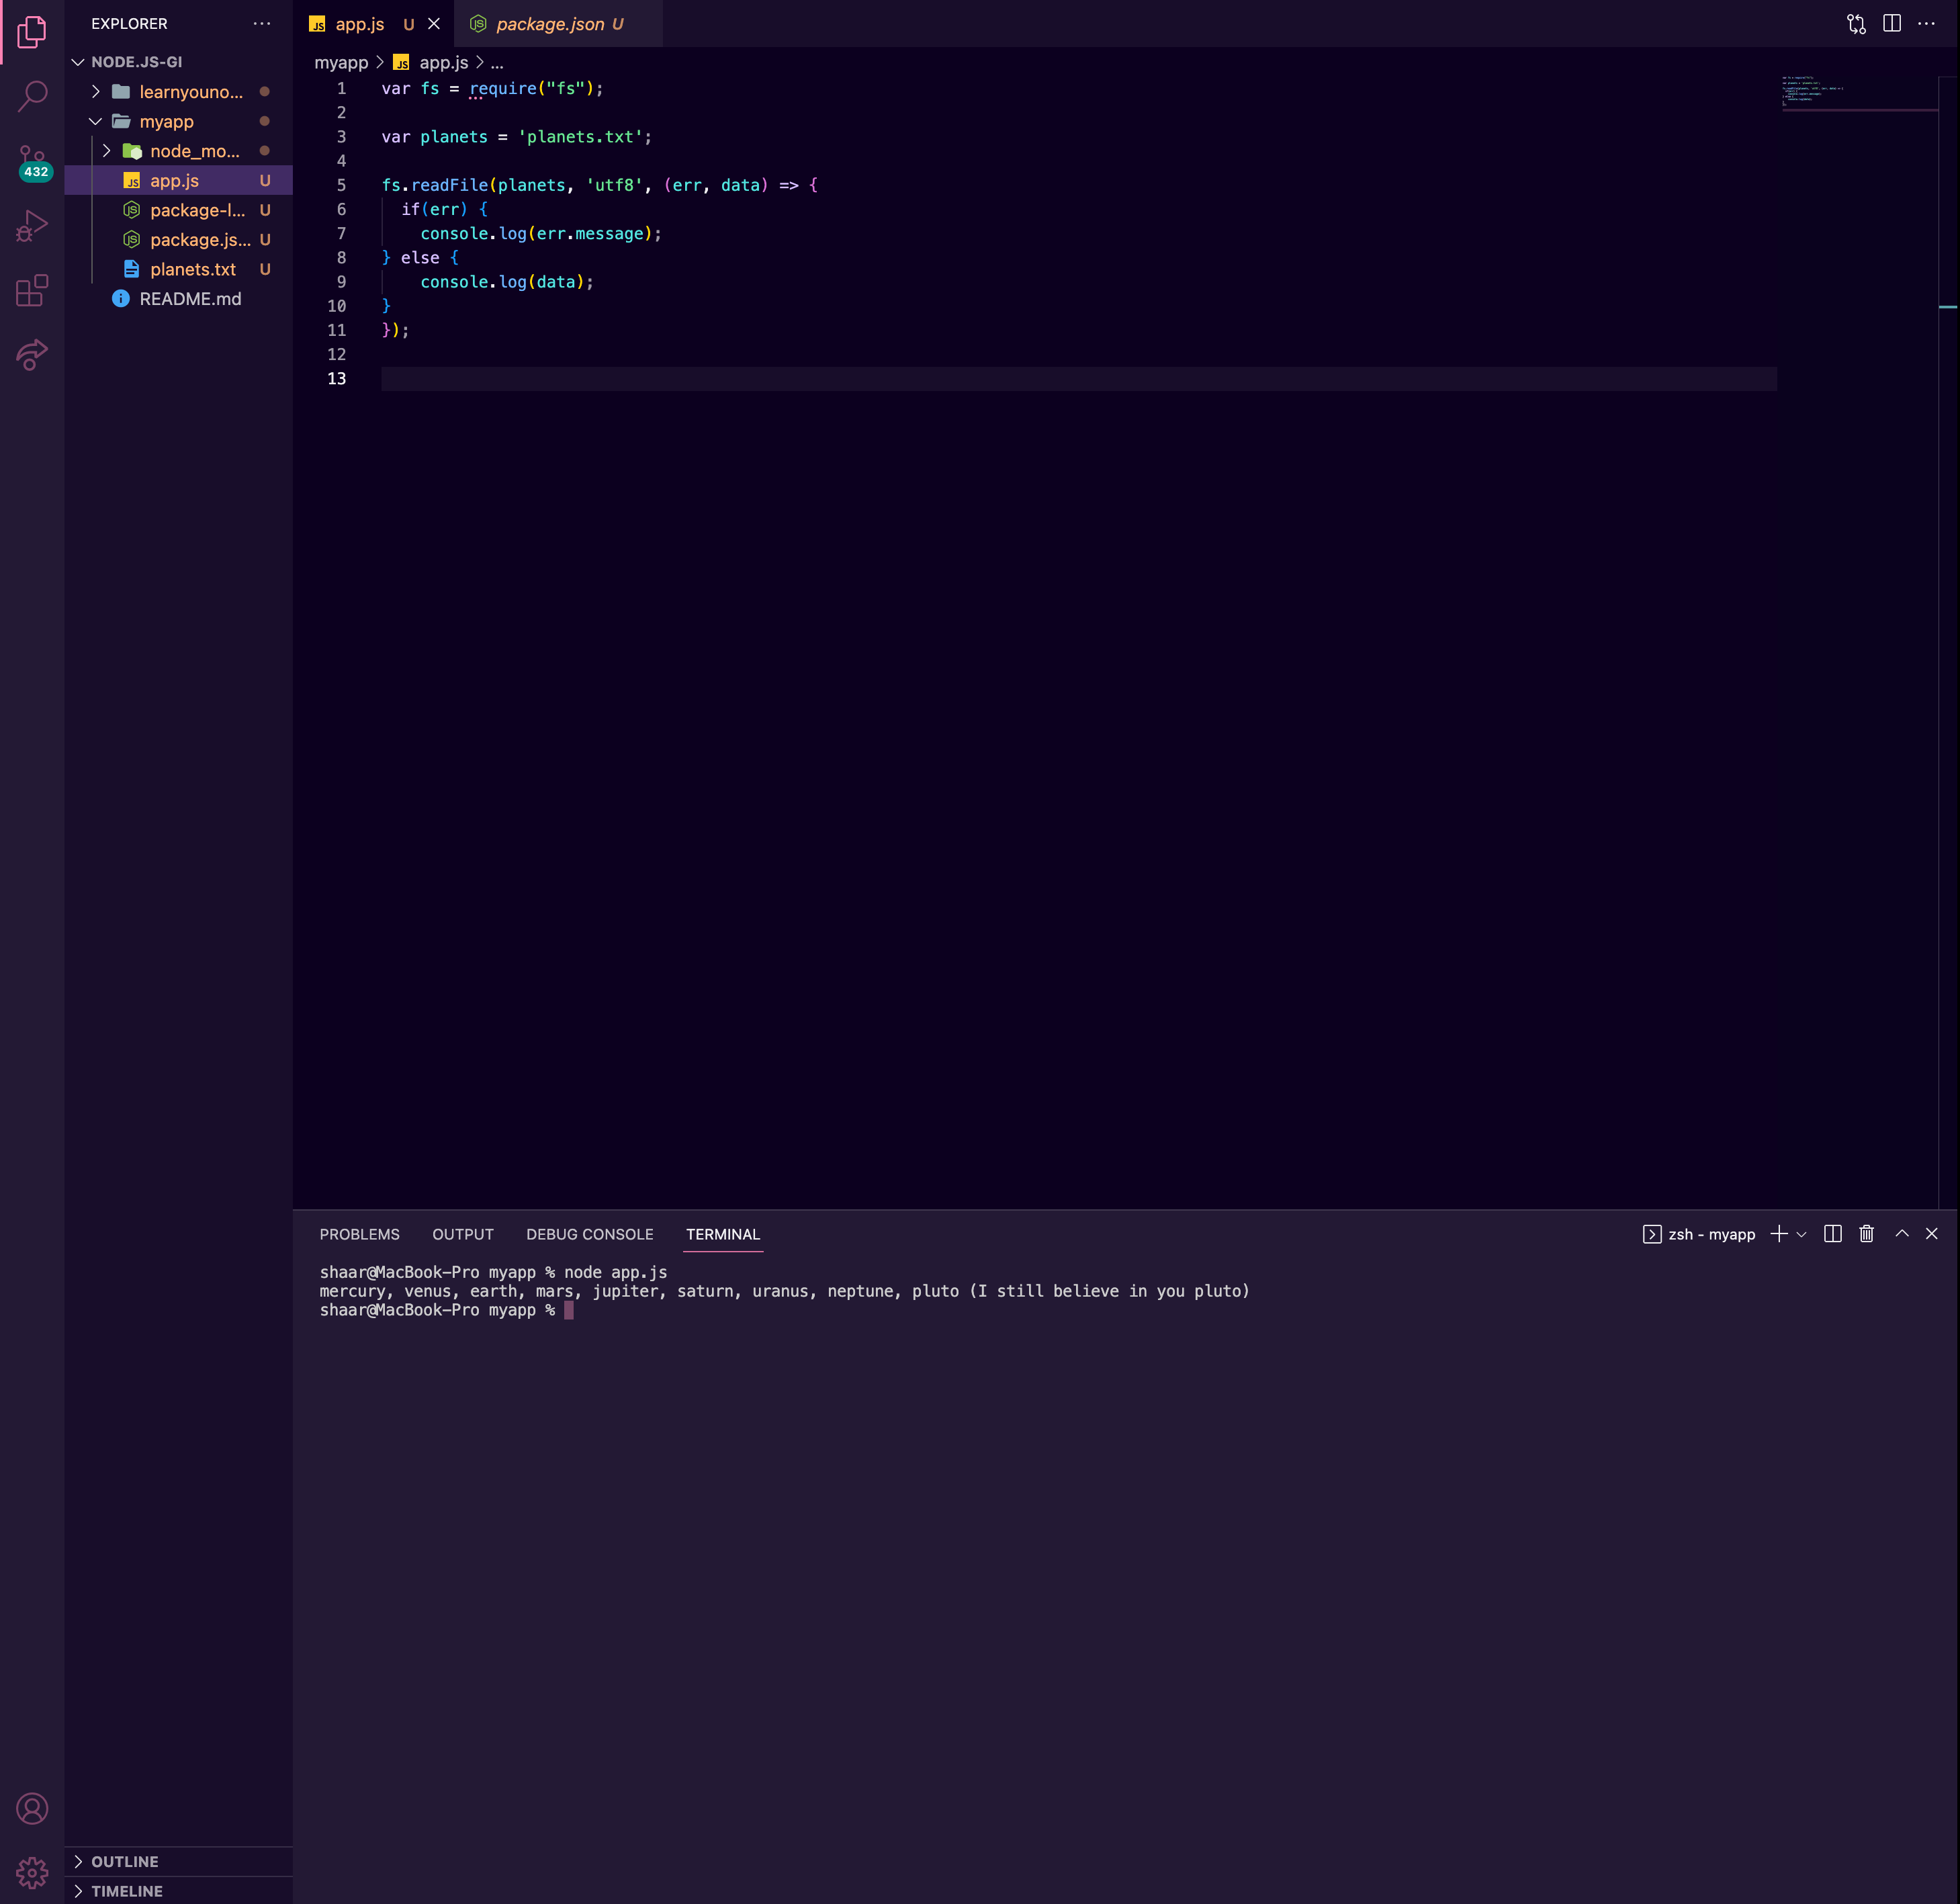 EXPLORER
NODE.JS-GI
learnyouno...
myapp
node_mo...
app.js U
package-l... U
package.js... U
planets.txt U
README.md
432
OUTLINE
TIMELINE
app.js U
package.json U
myapp > app.js > ...
1 var fs = require("fs");
2
3 var planets = 'planets.txt';
4
5 fs.readFile(planets, 'utf8', (err, data) => {
6 if(err) {
7 console.log(err.message);
8 } else {
9 console.log(data);
10 }
11 });
12
13
PROBLEMS OUTPUT DEBUG CONSOLE TERMINAL
zsh - myapp
shaar@MacBook-Pro myapp % node app.js
mercury, venus, earth, mars, jupiter, saturn, uranus, neptune, pluto (I still believe in you pluto)
shaar@MacBook-Pro myapp %